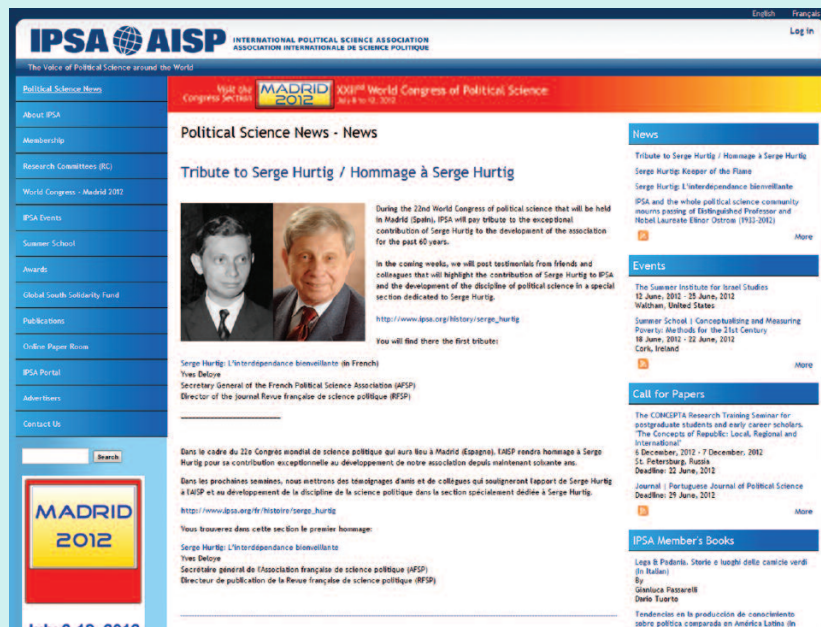 English Français
Log in
IPSA AISP
INTERNATIONAL POLITICAL SCIENCE ASSOCIATION
ASSOCIATION INTERNATIONALE DE SCIENCE POLITIQUE
The Voice of Political Science around the World
Political Science News
About IPSA
Membership
Research Committees (RC)
World Congress - Madrid 2012
IPSA Events
Summer School
Awards
Global South Solidarity Fund
Publications
Online Paper Room
IPSA Portal
Advertisers
Contact Us
Search
MADRID
2012
July 8-12, 2012
Visit the
Congress Section
MADRID
2012
XXIInd World Congress of Political Science
July 8 to 12, 2012
Political Science News - News
Tribute to Serge Hurtig / Hommage à Serge Hurtig
During the 22nd World Congress of political science that will be held
in Madrid (Spain), IPSA will pay tribute to the exceptional
contribution of Serge Hurtig to the development of the association
for the past 60 years.
In the coming weeks, we will post testimonials from friends and
colleagues that will highlight the contribution of Serge Hurtig to IPSA
and the development of the discipline of political science in a special
section dedicated to Serge Hurtig.
http://www.ipsa.org/history/serge_hurtig
You will find there the first tribute:
Serge Hurtig: L'interdépendance bienveillante (in French)
Yves Deloye
Secretary General of the French Political Science Association (AFSP)
Director of the journal Revue française de science politique (RFSP)
Dans le cadre du 22e Congrès mondial de science politique qui aura lieu à Madrid (Espagne), l'AISP rendra hommage à Serge
Hurtig pour sa contribution exceptionnelle au développement de notre association depuis maintenant soixante ans.
Dans les prochaines semaines, nous mettrons des témoignages d'amis et de collègues qui souligneront l'apport de Serge Hurtig
à l'AISP et au développement de la discipline de la science politique dans la section spécialement dédiée à Serge Hurtig.
http://www.ipsa.org/fr/histoire/serge_hurtig
Vous trouverez dans cette section le premier hommage:
Serge Hurtig: L'interdépendance bienveillante
Yves Deloye
Secrétaire général de l'Association française de science politique (AFSP)
Directeur de publication de la Revue française de science politique (RFSP)
News
Tribute to Serge Hurtig / Hommage à Serge Hurtig
Serge Hurtig: Keeper of the Flame
Serge Hurtig: L'interdépendance bienveillante
IPSA and the whole political science community
mourns passing of Distinguished Professor and
Nobel Laureate Elinor Ostrom (1933-2012)
More
Events
The Summer Institute for Israel Studies
12 June, 2012 - 25 June, 2012
Waltham, United States
Summer School | Conceptualising and Measuring
Poverty: Methods for the 21st Century
18 June, 2012 - 22 June, 2012
Cork, Ireland
More
Call for Papers
The CONCEPTA Research Training Seminar for
postgraduate students and early career scholars.
"The Concepts of Republic: Local, Regional and
International"
6 December, 2012 - 7 December, 2012
St. Petersburg, Russia
Deadline: 22 June, 2012
Journal | Portuguese Journal of Political Science
Deadline: 29 June, 2012
More
IPSA Member's Books
Lega & Padania. Storie e luoghi delle camicie verdi
(in Italian)
By
Gianluca Passarelli
Dario Tuorto
Tendencias en la producción de conocimiento
sobre política comparada en América Latina (in